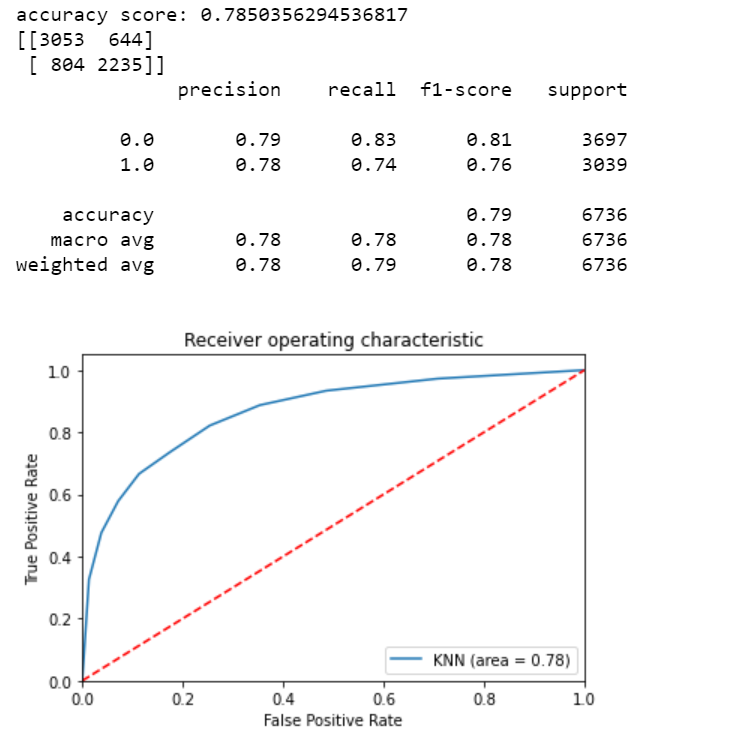 accuracy score: 0.7850356294536817
[[3053  644]
 [ 804 2235]]
              precision    recall  f1-score   support

         0.0       0.79      0.83      0.81      3697
         1.0       0.78      0.74      0.76      3039

    accuracy                           0.79      6736
   macro avg       0.78      0.78      0.78      6736
weighted avg       0.78      0.79      0.78      6736

Receiver operating characteristic
1.0
0.8
0.6
0.4
0.2
0.0
True Positive Rate
KNN (area = 0.78)
0.0 0.2 0.4 0.6 0.8 1.0
False Positive Rate